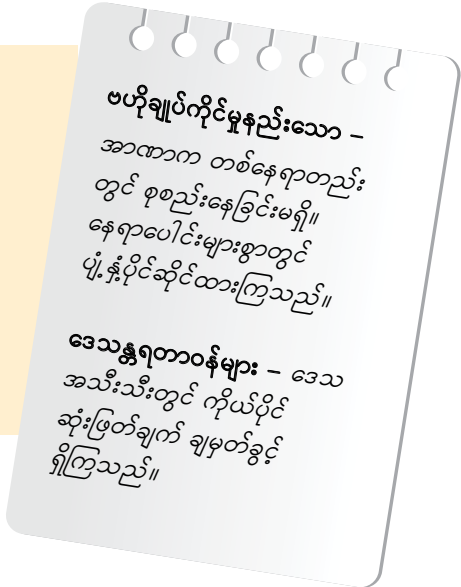 ဗဟိုချုပ်ကိုင်မှုနည်းသော –
အာဏာက တစ်နေရာတည်း
တွင် စုစည်းနေခြင်းမရှိ။
နေရာပေါင်းများစွာတွင်
ပျံ့နှံ့ပိုင်ဆိုင်ထားကြသည်။
ဒေသန္တရတာဝန်များ – ဒေသ
အသီးသီးတွင် ကိုယ်ပိုင်
ဆုံးဖြတ်ချက် ချမှတ်ခွင့်
ရှိကြသည်။